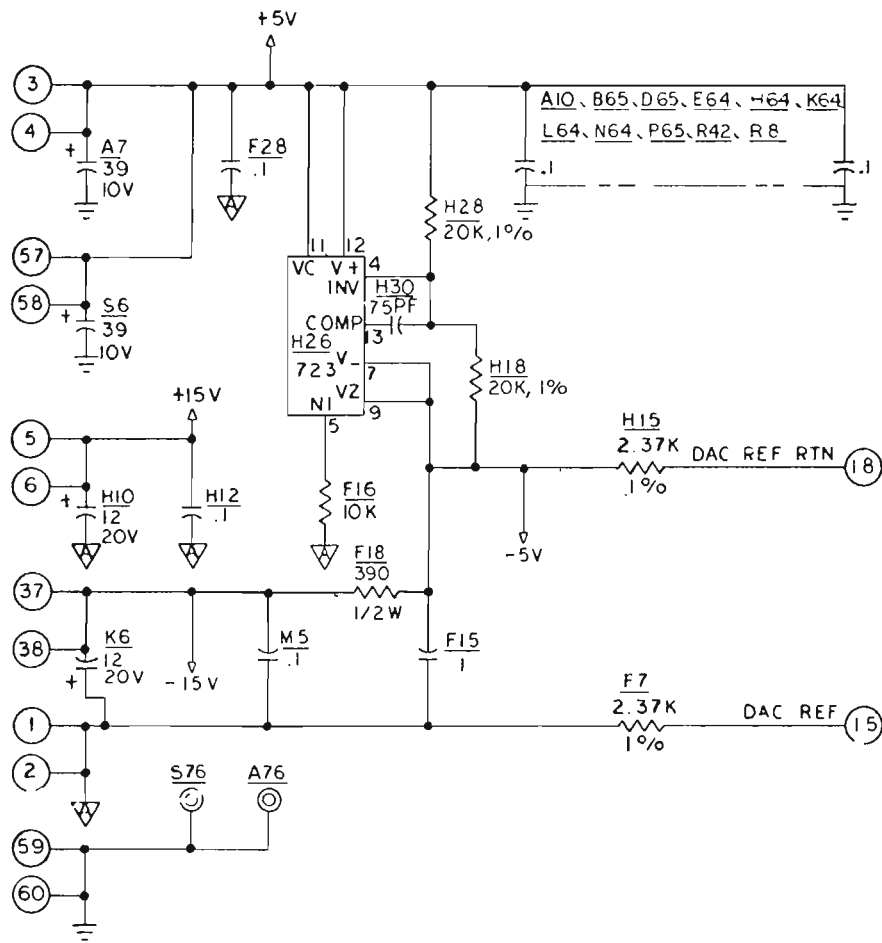 +5V
3
4
+
A7
39
10V
F28
.1
A
A10, B65, D65, E64, H64, K64
L64, N64, P65, R42, R8
.1
.1
H28
20K, 1%
57
58
+
S6
39
10V
11 12
VC V+ 4
INV
H30
75PF
COMP
13
H26
723
V-
7
VZ
9
NI
5
H18
20K, 1%
+15V
5
6
+
H10
12
20V
A
H12
.1
A
F16
10K
A
H15
2.37K
.1%
DAC REF RTN
18
-5V
F18
390
1/2W
37
38
K6
12
20V
+
-15V
M5
.1
F15
1
F7
2.37K
1%
DAC REF
15
1
2
A
S76
A76
59
60